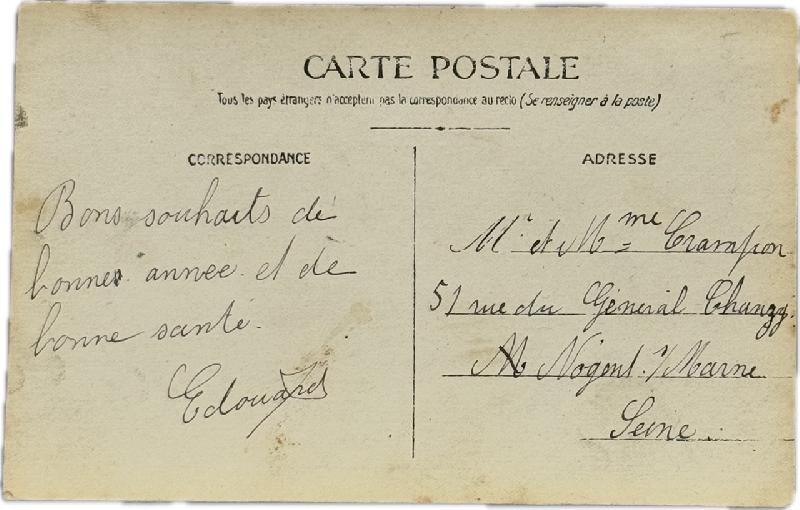 CARTE POSTALE
Tous les pays étrangers n'acceptent pas la correspondance au recto (Se renseigner à la poste)
CORRESPONDANCE
Bons souhaits de
bonnes année et de
bonne santé.
Edouard
ADRESSE
Mr et Mme Crampon
51 rue du Général Chanzy
M Nogent s/Marne
Seine.